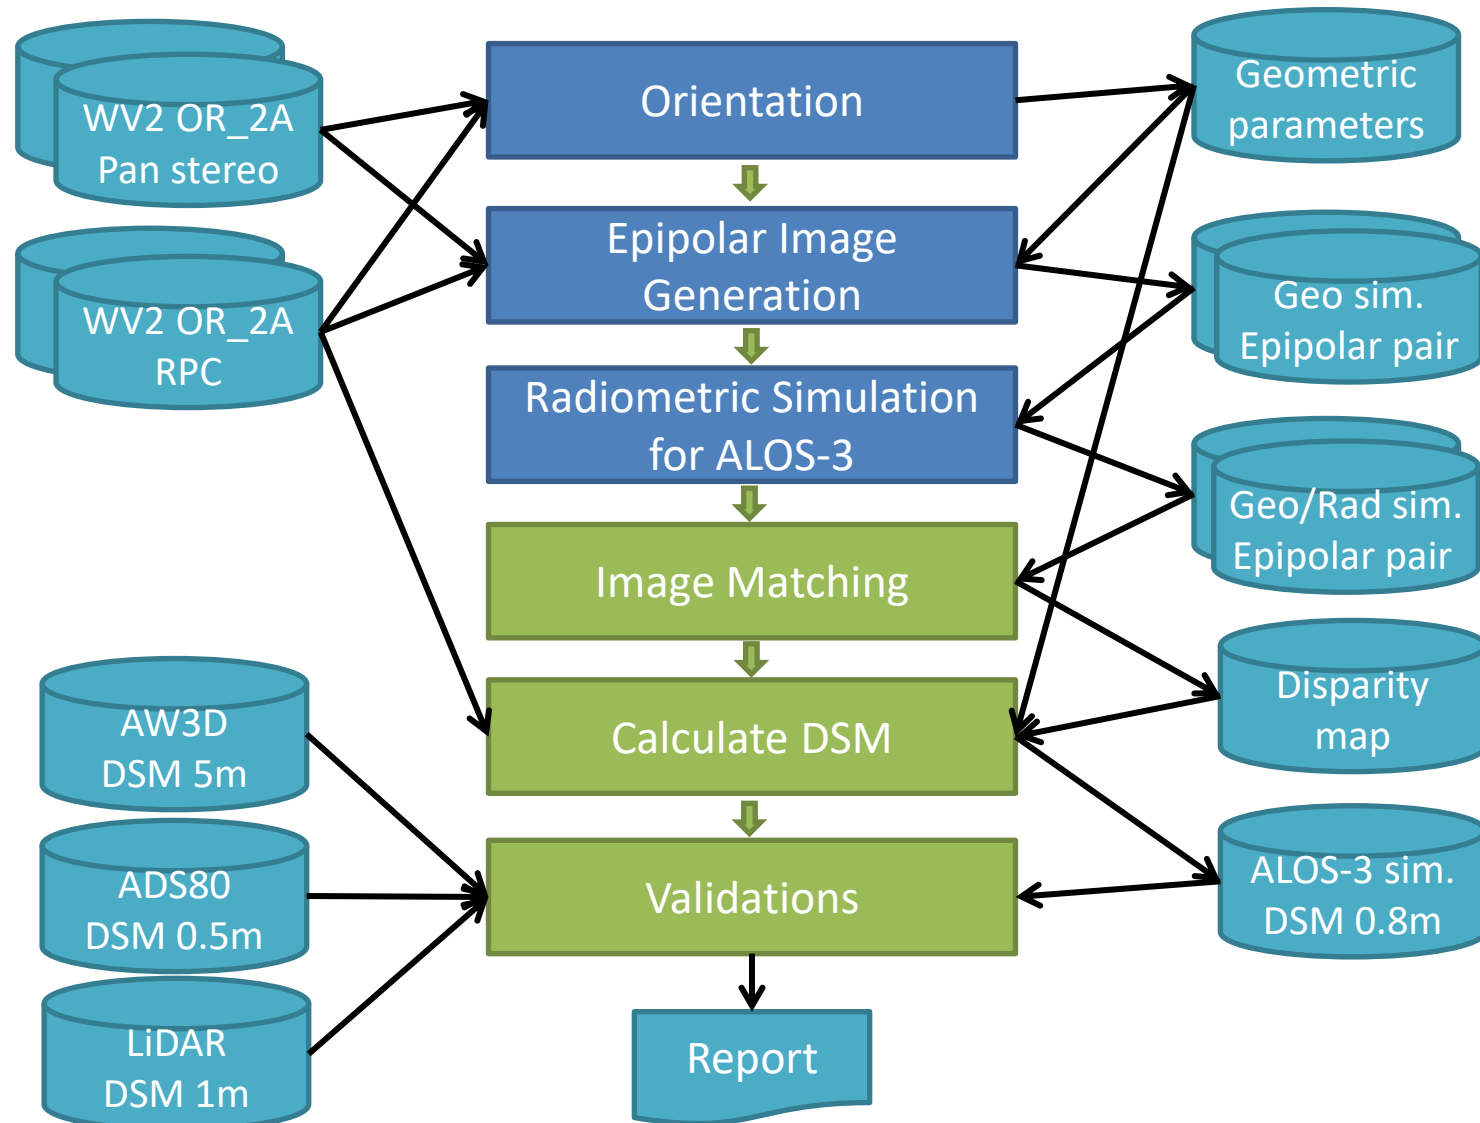 WV2 OR_2A
Pan stereo
WV2 OR_2A
RPC
AW3D
DSM 5m
ADS80
DSM 0.5m
LiDAR
DSM 1m
Orientation
Epipolar Image
Generation
Radiometric Simulation
for ALOS-3
Image Matching
Calculate DSM
Validations
Report
Geometric
parameters
Geo sim.
Epipolar pair
Geo/Rad sim.
Epipolar pair
Disparity
map
ALOS-3 sim.
DSM 0.8m